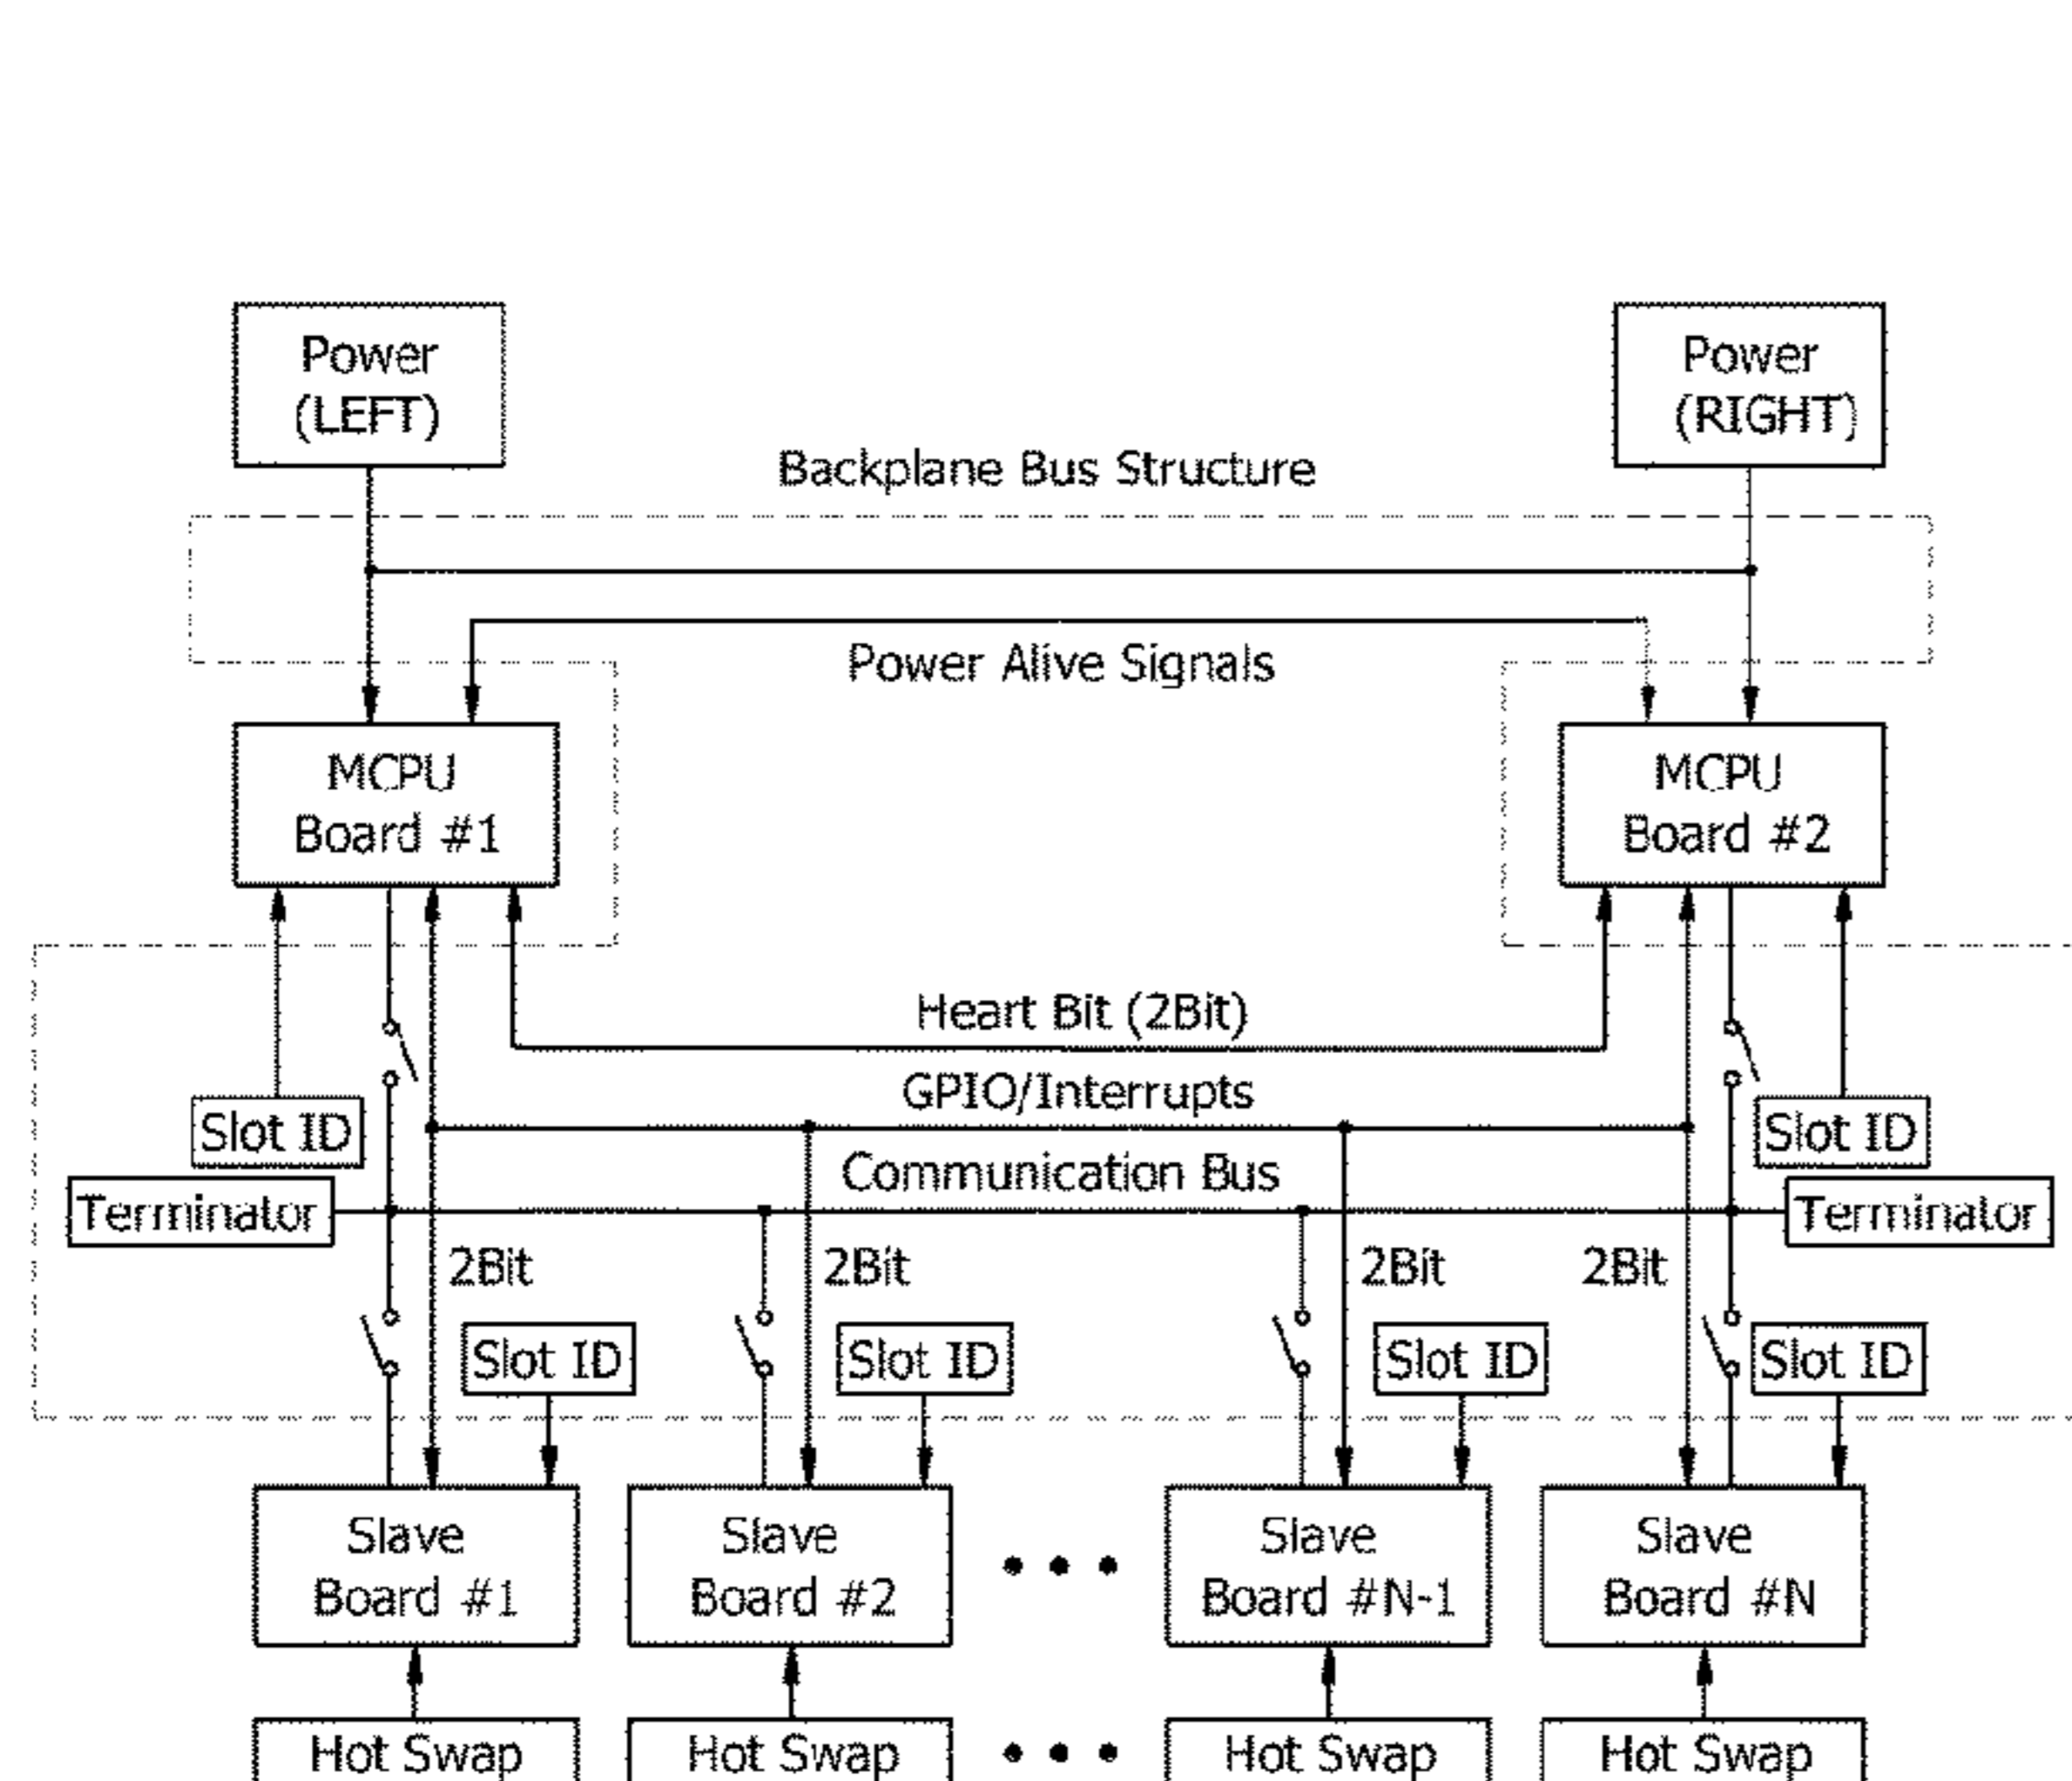 Power
(LEFT)
Power
(RIGHT)
Backplane Bus Structure
Power Alive Signals
MCPU
Board #1
MCPU
Board #2
Heart Bit (2Bit)
GPIO/Interrupts
Slot ID
Slot ID
Communication Bus
Terminator
Terminator
2Bit
2Bit
2Bit
2Bit
Slot ID
Slot ID
Slot ID
Slot ID
Slave
Board #1
Slave
Board #2
Slave
Board #N-1
Slave
Board #N
Hot Swap
Hot Swap
Hot Swap
Hot Swap